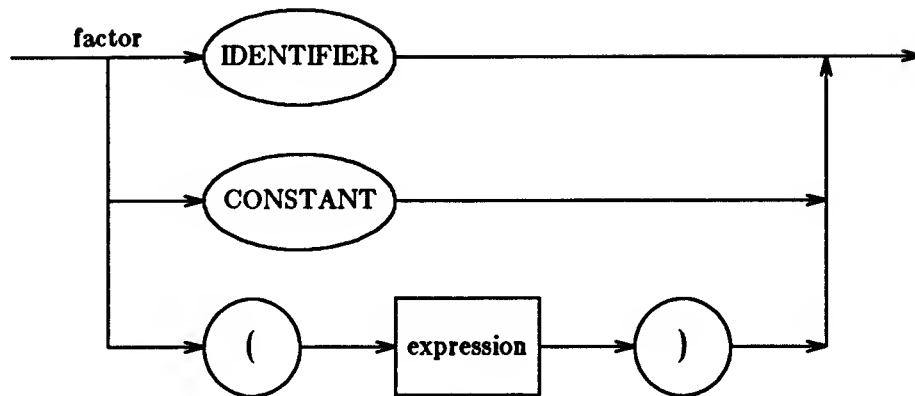 factor
IDENTIFIER
CONSTANT
( expression )